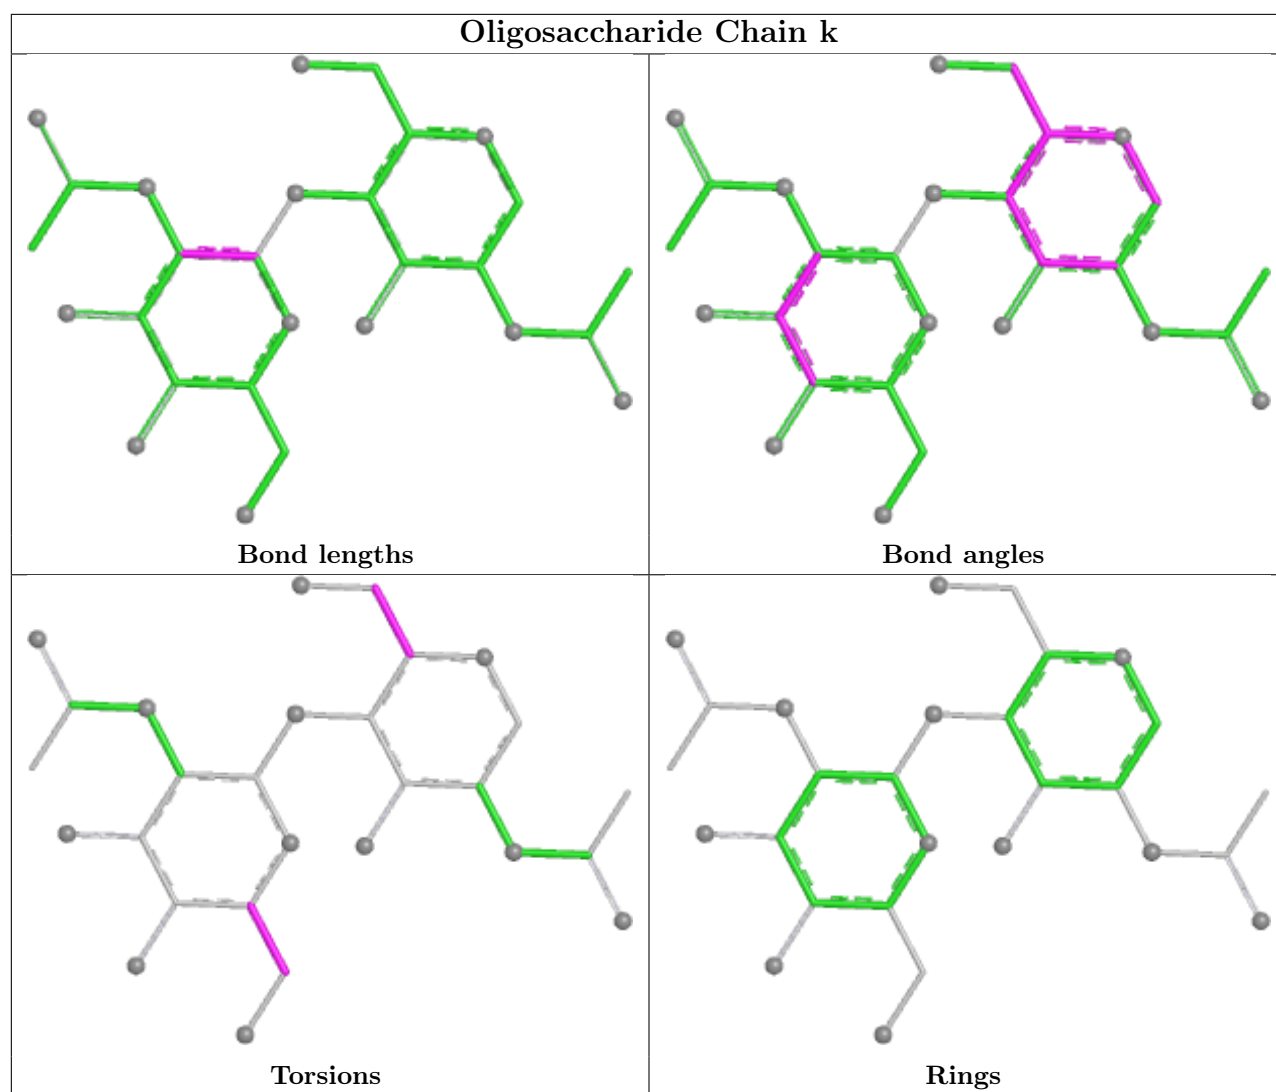 Oligosaccharide Chain k
Bond lengths
Bond angles
Torsions
Rings